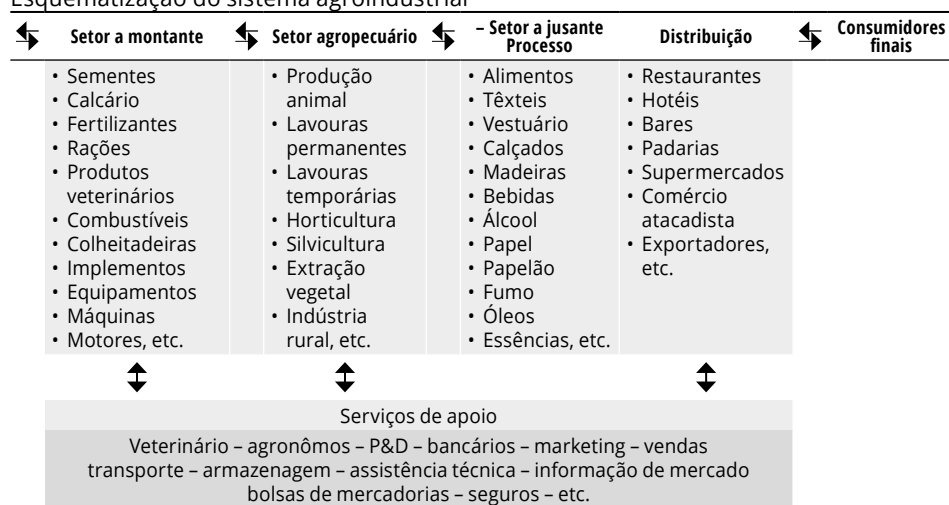 Esquematização do sistema agroindustrial
Setor a montante
Setor agropecuário
– Setor a jusante
Processo
Distribuição
Consumidores
finais
• Sementes
• Calcário
• Fertilizantes
• Rações
• Produtos
veterinários
• Combustíveis
• Colheitadeiras
• Implementos
• Equipamentos
• Máquinas
• Motores, etc.
• Produção
animal
• Lavouras
permanentes
• Lavouras
temporárias
• Horticultura
• Silvicultura
• Extração
vegetal
• Indústria
rural, etc.
• Alimentos
• Têxteis
• Vestuário
• Calçados
• Madeiras
• Bebidas
• Álcool
• Papel
• Papelão
• Fumo
• Óleos
• Essências, etc.
• Restaurantes
• Hotéis
• Bares
• Padarias
• Supermercados
• Comércio
atacadista
• Exportadores,
etc.
Serviços de apoio
Veterinário – agronômos – P&D – bancários – marketing – vendas
transporte – armazenagem – assistência técnica – informação de mercado
bolsas de mercadorias – seguros – etc.